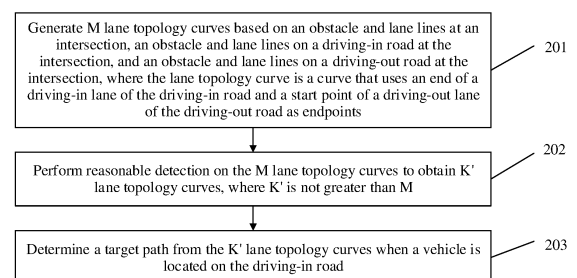 Generate M lane topology curves based on an obstacle and lane lines at an
intersection, an obstacle and lane lines on a driving-in road at the
intersection, and an obstacle and lane lines on a driving-out road at the
intersection, where the lane topology curve is a curve that uses an end of a
driving-in lane of the driving-in road and a start point of a driving-out lane
of the driving-out road as endpoints
201
Perform reasonable detection on the M lane topology curves to obtain K'
lane topology curves, where K' is not greater than M
202
Determine a target path from the K' lane topology curves when a vehicle is
located on the driving-in road
203